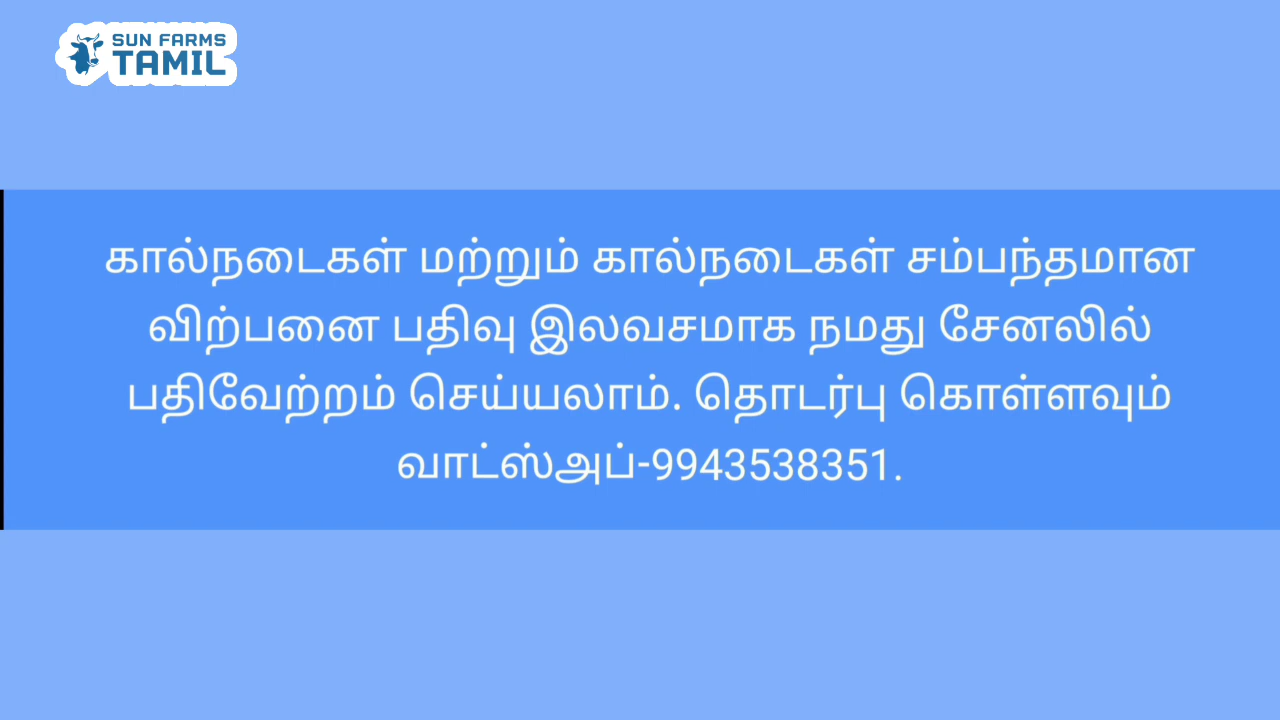 SUN FARMS
TAMIL
கால்நடைகள் மற்றும் கால்நடைகள் சம்பந்தமான
விற்பனை பதிவு இலவசமாக நமது சேனலில்
பதிவேற்றம் செய்யலாம். தொடர்பு கொள்ளவும்
வாட்ஸ்அப்-9943538351.